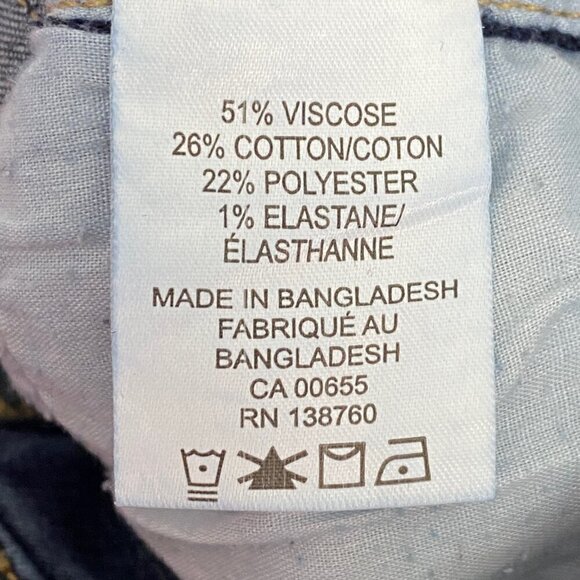 51% VISCOSE
26% COTTON/COTON
22% POLYESTER
1% ELASTANE/
ÉLASTHANNE
MADE IN BANGLADESH
FABRIQUÉ AU
BANGLADESH
CA 00655
RN 138760